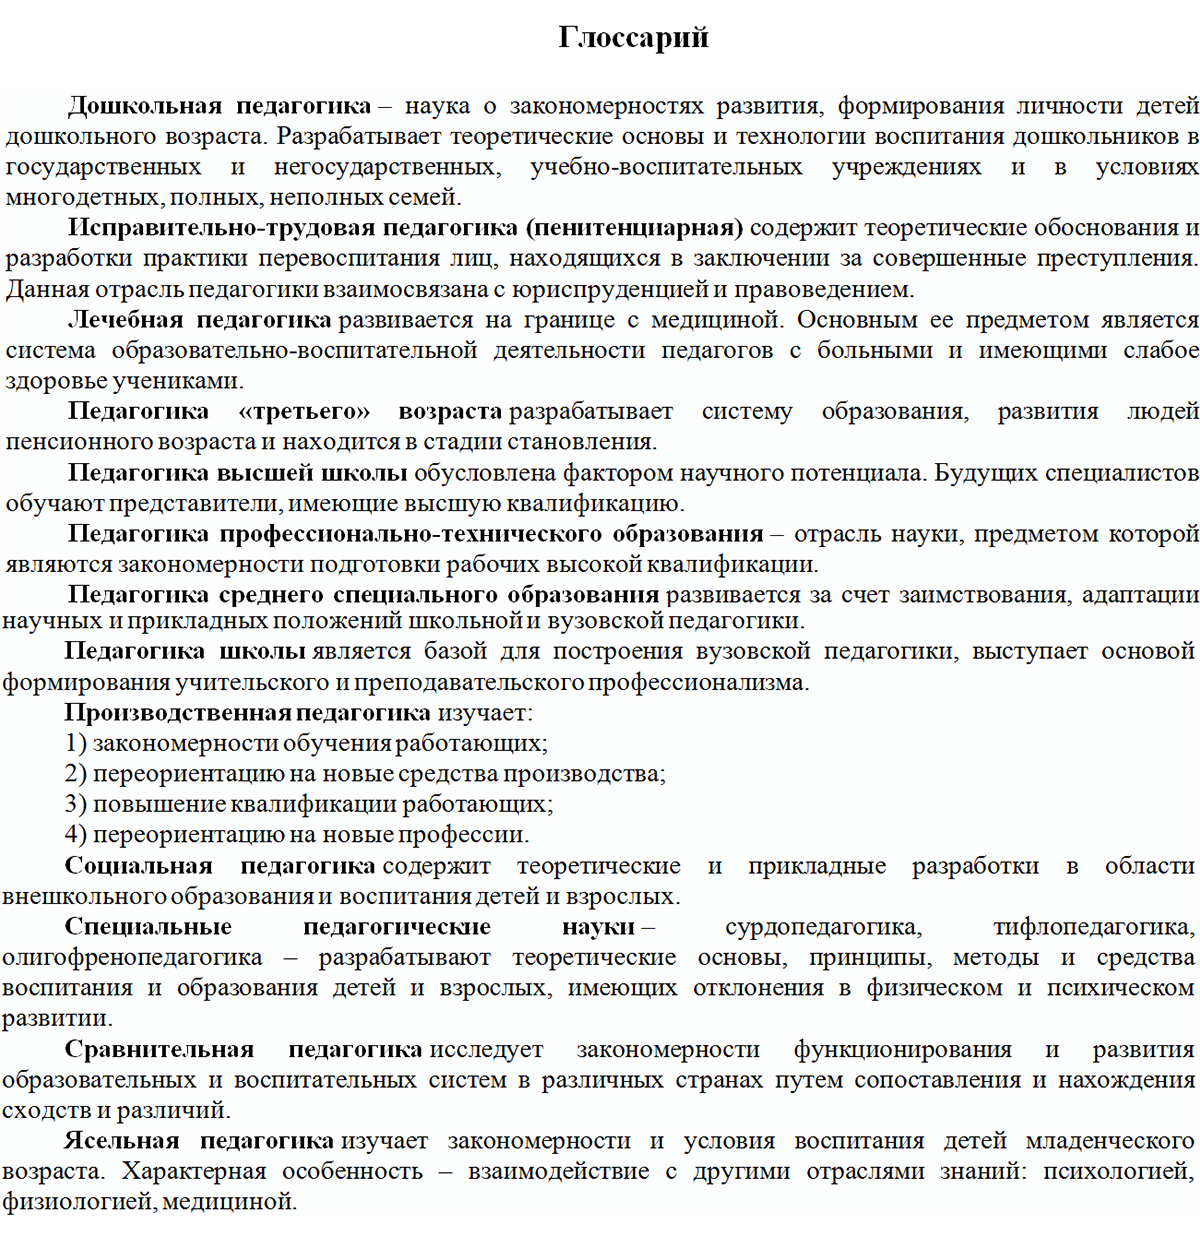 Глоссарий
Дошкольная педагогика – наука о закономерностях развития, формирования личности детей
дошкольного возраста. Разрабатывает теоретические основы и технологии воспитания дошкольников в
государственных и негосударственных, учебно-воспитательных учреждениях и в условиях
многодетных, полных, неполных семей.
Исправительно-трудовая педагогика (пенитенциарная) содержит теоретические обоснования и
разработки практики перевоспитания лиц, находящихся в заключении за совершенные преступления.
Данная отрасль педагогики взаимосвязана с юриспруденцией и правоведением.
Лечебная педагогика развивается на границе с медициной. Основным ее предметом является
система образовательно-воспитательной деятельности педагогов с больными и имеющими слабое
здоровье учениками.
Педагогика «третьего» возраста разрабатывает систему образования, развития людей
пенсионного возраста и находится в стадии становления.
Педагогика высшей школы обусловлена фактором научного потенциала. Будущих специалистов
обучают представители, имеющие высшую квалификацию.
Педагогика профессионально-технического образования – отрасль науки, предметом которой
являются закономерности подготовки рабочих высокой квалификации.
Педагогика среднего специального образования развивается за счет заимствования, адаптации
научных и прикладных положений школьной и вузовской педагогики.
Педагогика школы является базой для построения вузовской педагогики, выступает основой
формирования учительского и преподавательского профессионализма.
Производственная педагогика изучает:
1) закономерности обучения работающих;
2) переориентацию на новые средства производства;
3) повышение квалификации работающих;
4) переориентацию на новые профессии.
Социальная педагогика содержит теоретические и прикладные разработки в области
внешкольного образования и воспитания детей и взрослых.
Специальные педагогические науки – сурдопедагогика, тифлопедагогика,
олигофренопедагогика – разрабатывают теоретические основы, принципы, методы и средства
воспитания и образования детей и взрослых, имеющих отклонения в физическом и психическом
развитии.
Сравнительная педагогика исследует закономерности функционирования и развития
образовательных и воспитательных систем в различных странах путем сопоставления и нахождения
сходств и различий.
Ясельная педагогика изучает закономерности и условия воспитания детей младенческого
возраста. Характерная особенность – взаимодействие с другими отраслями знаний: психологией,
физиологией, медициной.